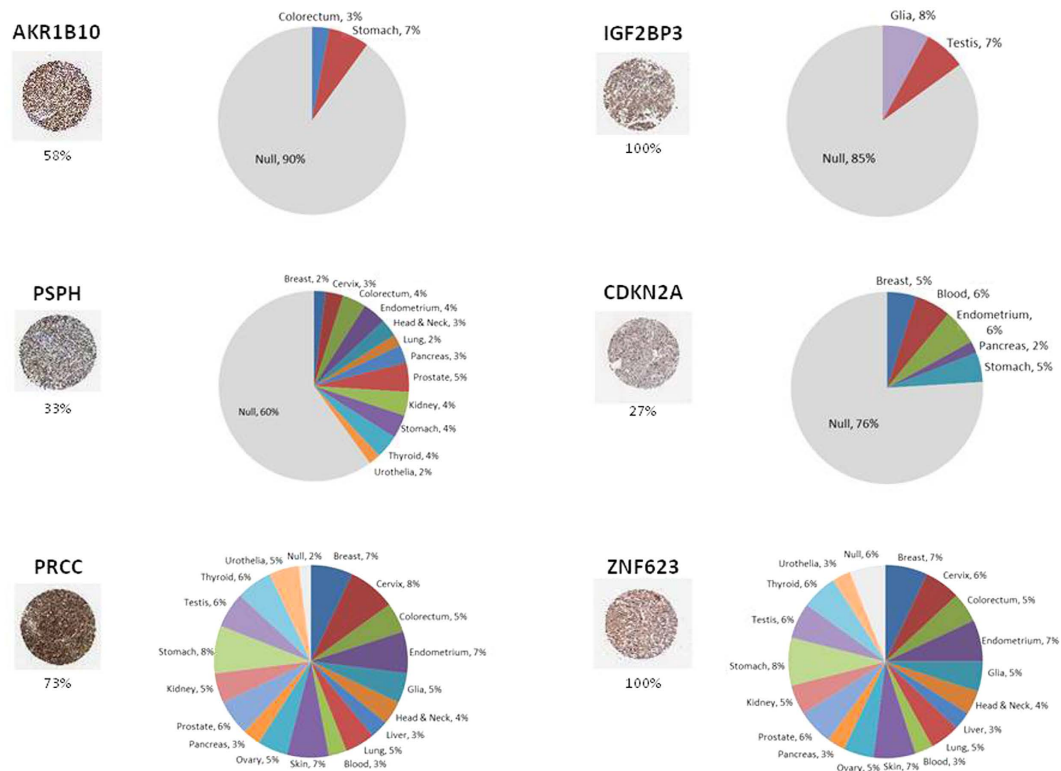 AKR1B10
58%
Colorectum, 3%
Stomach, 7%
Null, 90%
IGF2BP3
100%
Glia, 8%
Testis, 7%
Null, 85%
PSPH
33%
Breast, 2%
Cervix, 3%
Colorectum, 4%
Endometrium, 4%
Head & Neck, 3%
Lung, 2%
Pancreas, 3%
Prostate, 5%
Kidney, 4%
Stomach, 4%
Thyroid, 4%
Urothelia, 2%
Null, 60%
CDKN2A
27%
Breast, 5%
Blood, 6%
Endometrium,
6%
Pancreas, 2%
Stomach, 5%
Null, 76%
PRCC
73%
Breast, 7%
Cervix, 8%
Colorectum, 5%
Endometrium, 7%
Glia, 5%
Head & Neck, 4%
Liver, 3%
Lung, 5%
Blood, 3%
Skin, 7%
Ovary, 5%
Pancreas, 3%
Prostate, 6%
Kidney, 5%
Stomach, 8%
Testis, 6%
Thyroid, 6%
Urothelia, 5%
Null, 2%
ZNF623
100%
Breast, 7%
Cervix, 6%
Colorectum, 5%
Endometrium, 7%
Glia, 5%
Head & Neck, 4%
Liver, 3%
Lung, 5%
Blood, 3%
Skin, 7%
Ovary, 5%
Pancreas, 3%
Prostate, 6%
Kidney, 5%
Stomach, 8%
Testis, 6%
Thyroid, 6%
Urothelia, 3%
Null, 6%